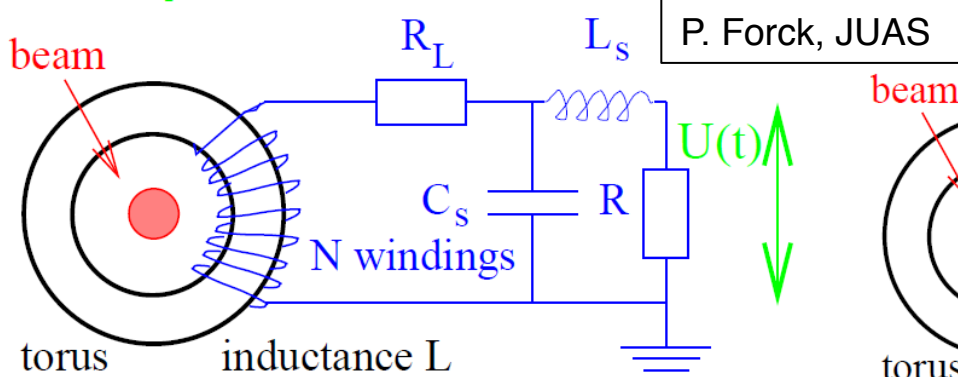 P. Forck, JUAS
beam
R_L
L_s
beam
U(t)
C_s
R
N windings
torus
inductance L
torus